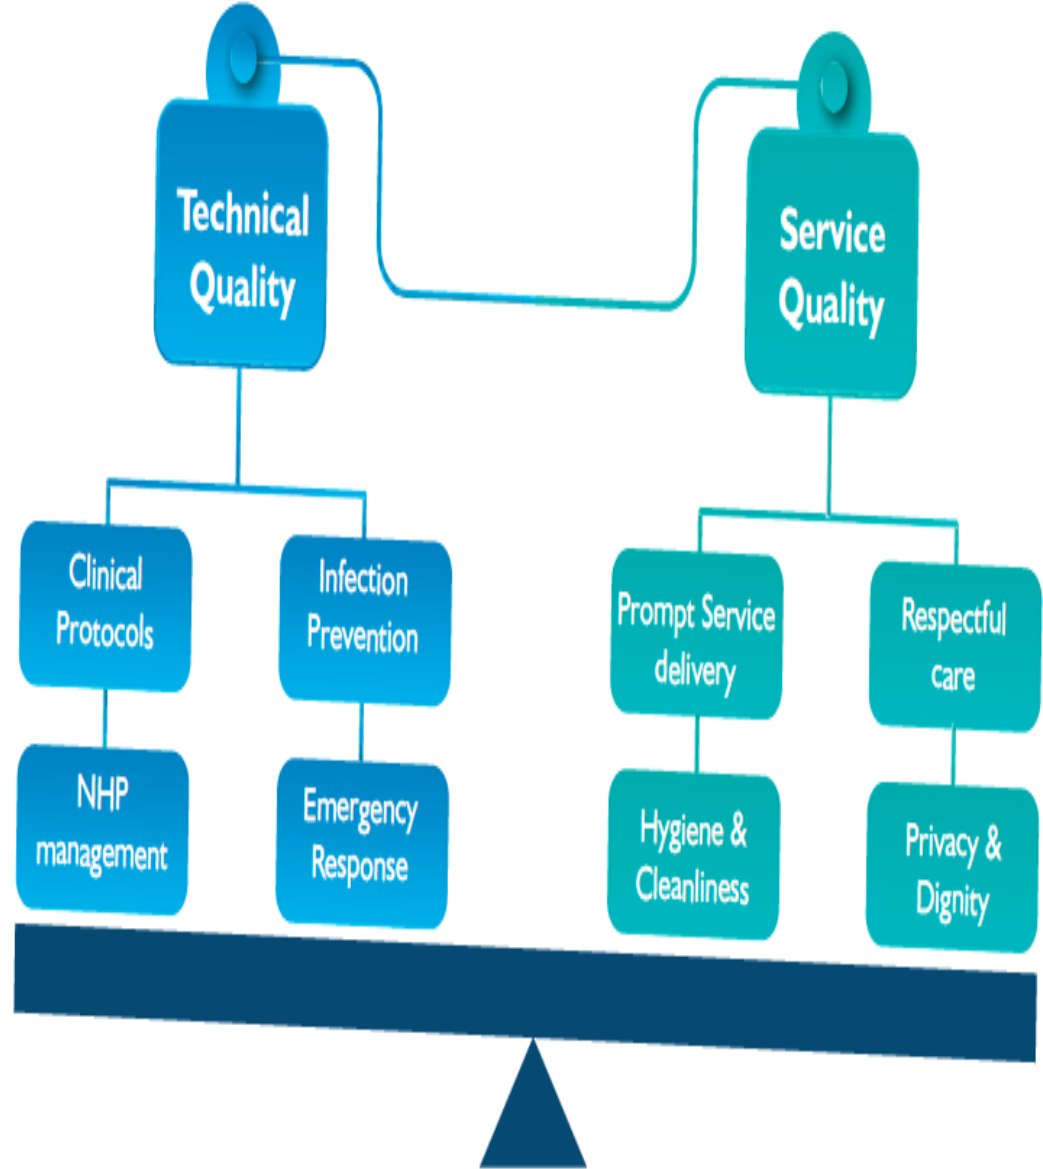 Technical
Quality
Service
Quality
Clinical
Protocols
Infection
Prevention
Prompt Service
delivery
Respectful
care
NHP
management
Emergency
Response
Hygiene &
Cleanliness
Privacy &
Dignity